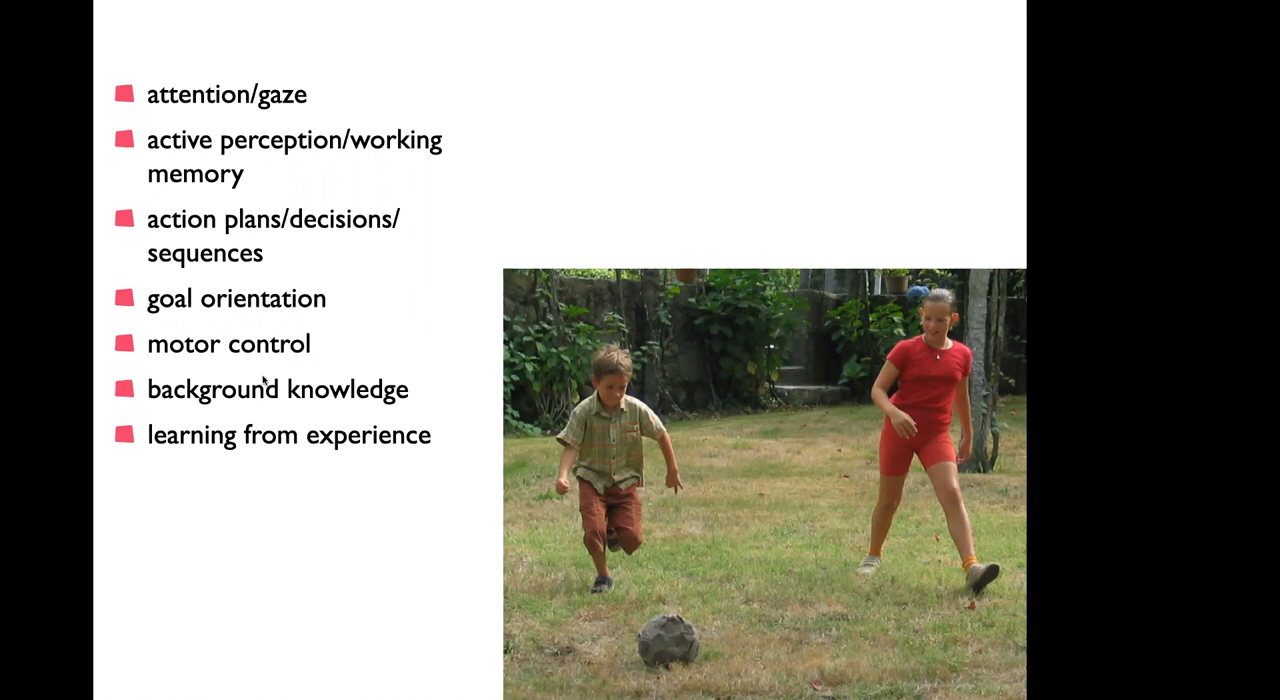 attention/gaze
active perception/working
memory
action plans/decisions/
sequences
goal orientation
motor control
background knowledge
learning from experience